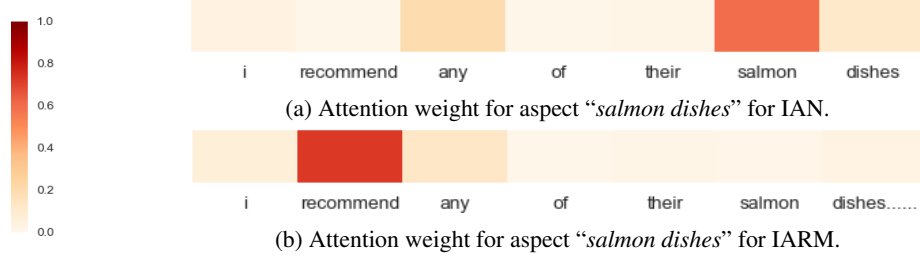 1.0
0.8
0.6
0.4
0.2
0.0
i recommend any of their salmon dishes
(a) Attention weight for aspect “salmon dishes” for IAN.
i recommend any of their salmon dishes......
(b) Attention weight for aspect “salmon dishes” for IARM.